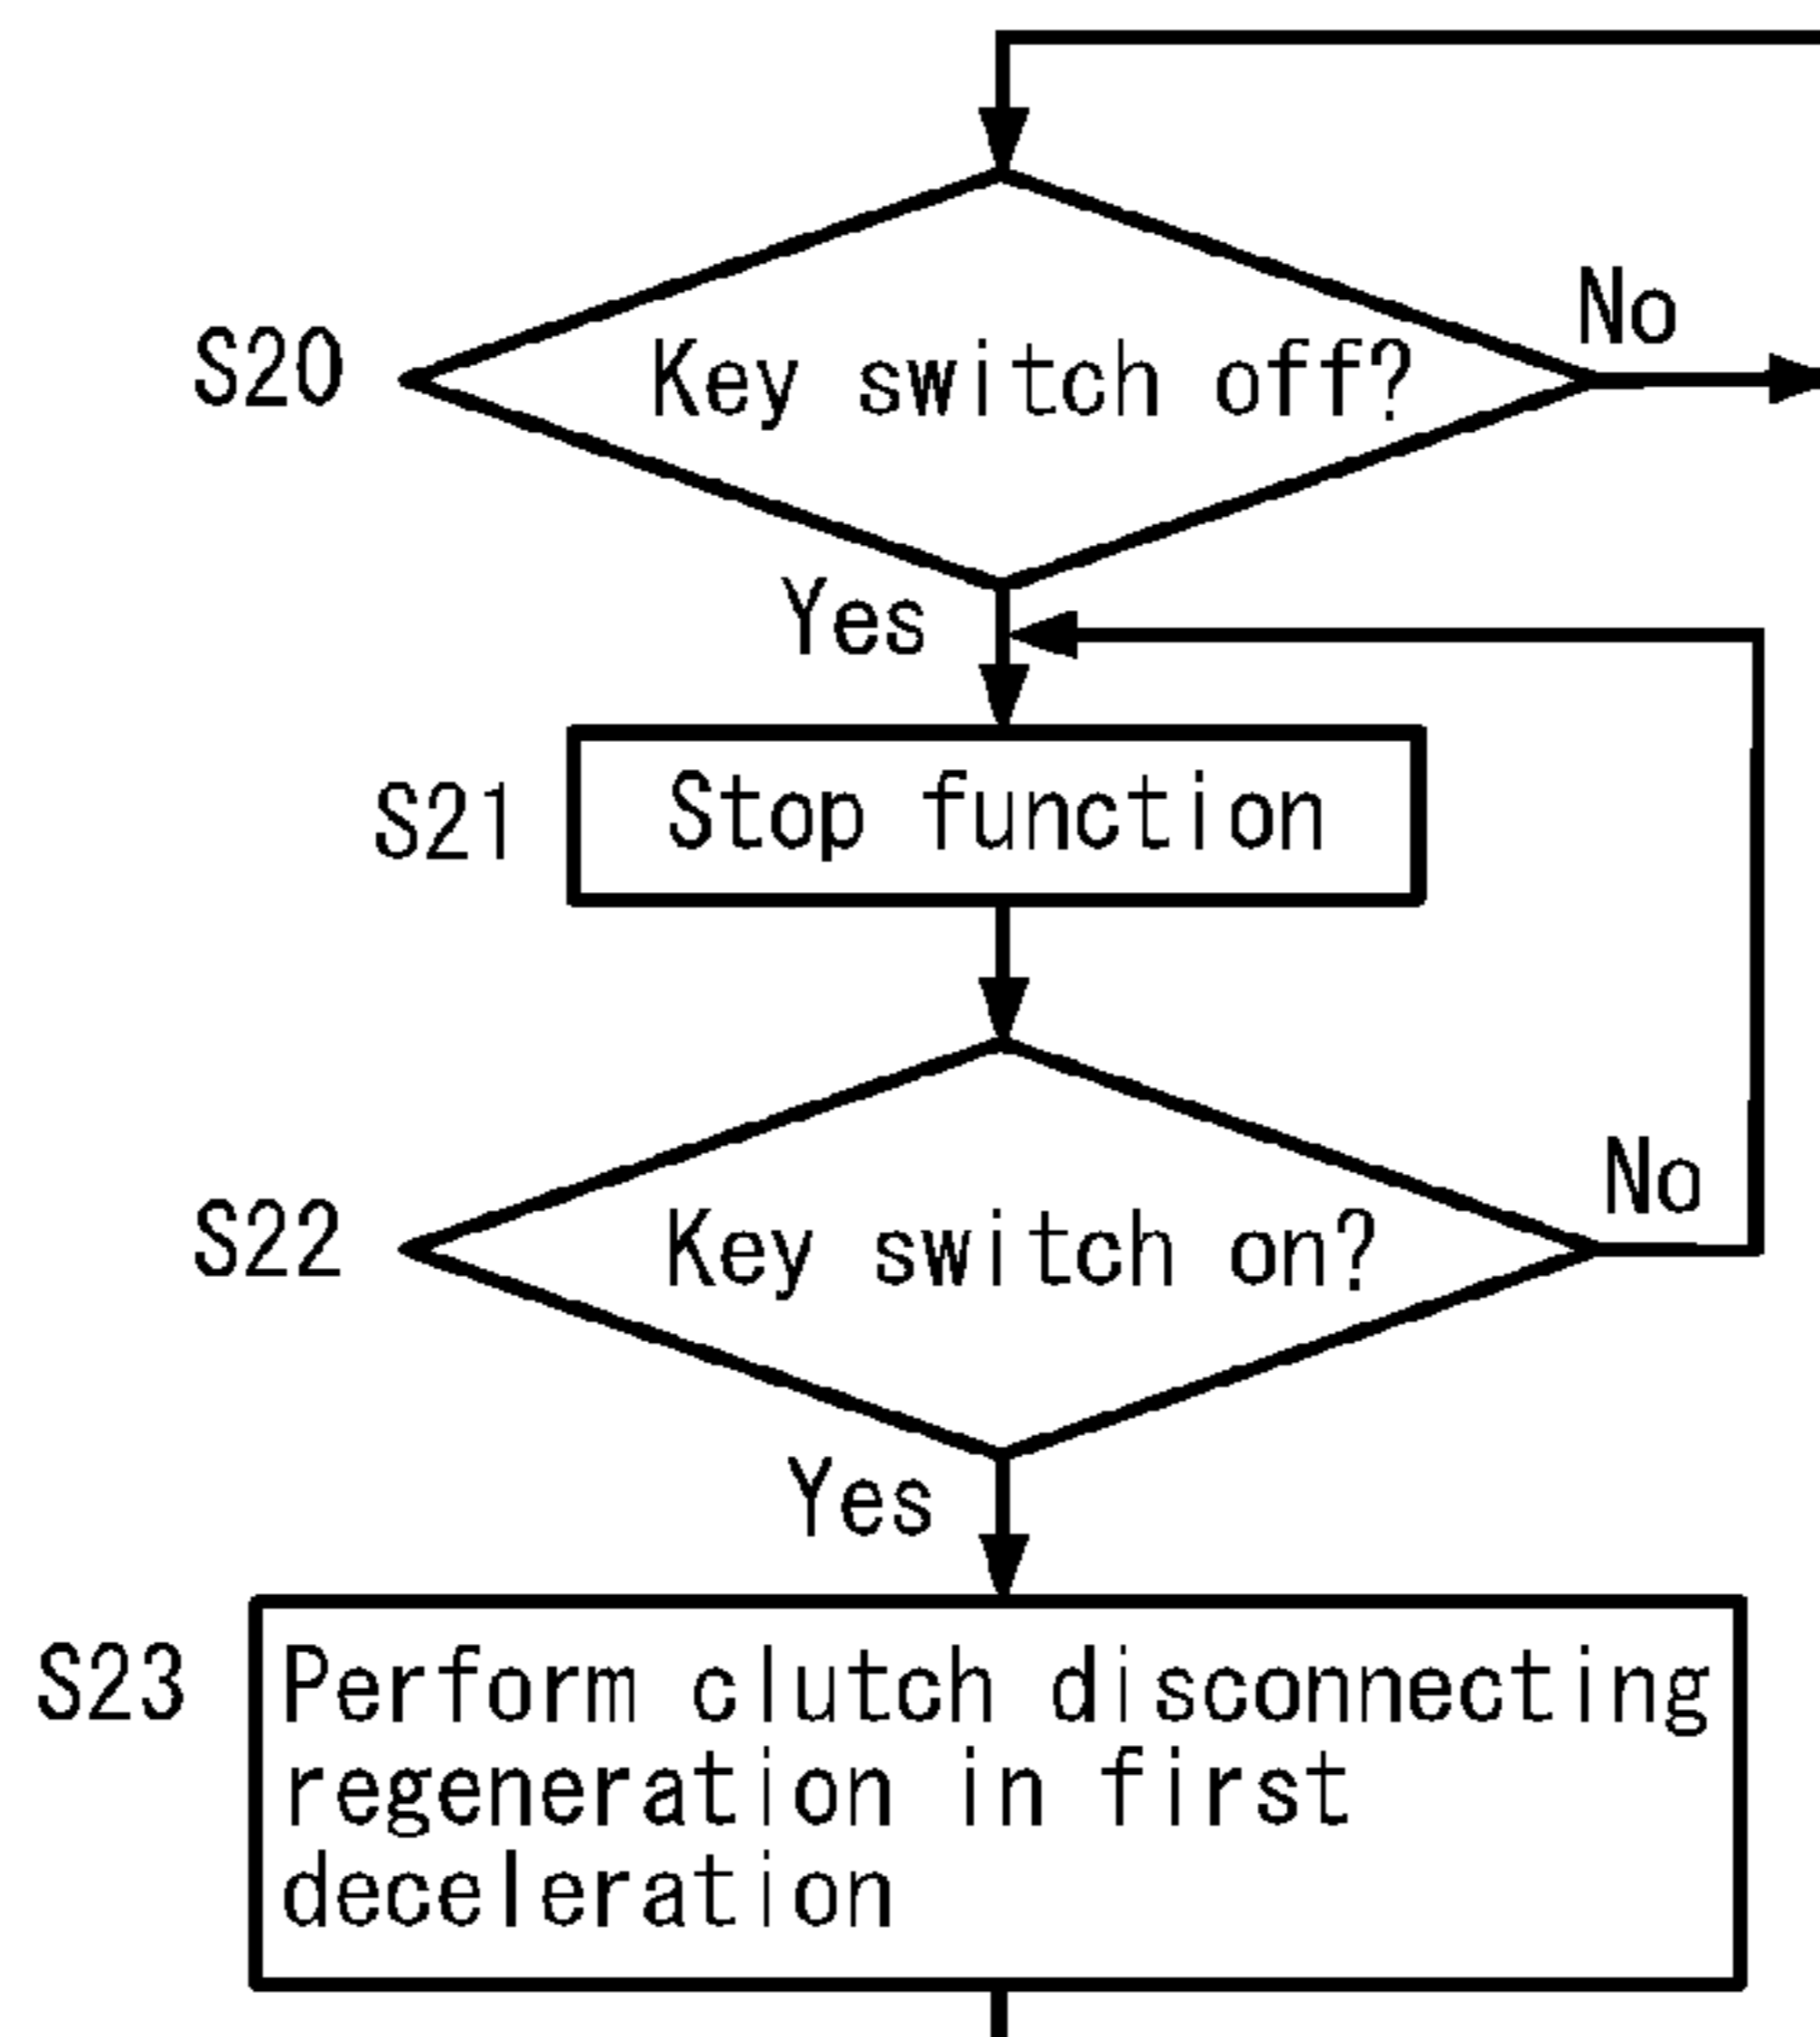 No
S20
Key switch off?
Yes
S21
Stop function
No
S22
Key switch on?
Yes
S23
Perform clutch disconnecting
regeneration in first
deceleration